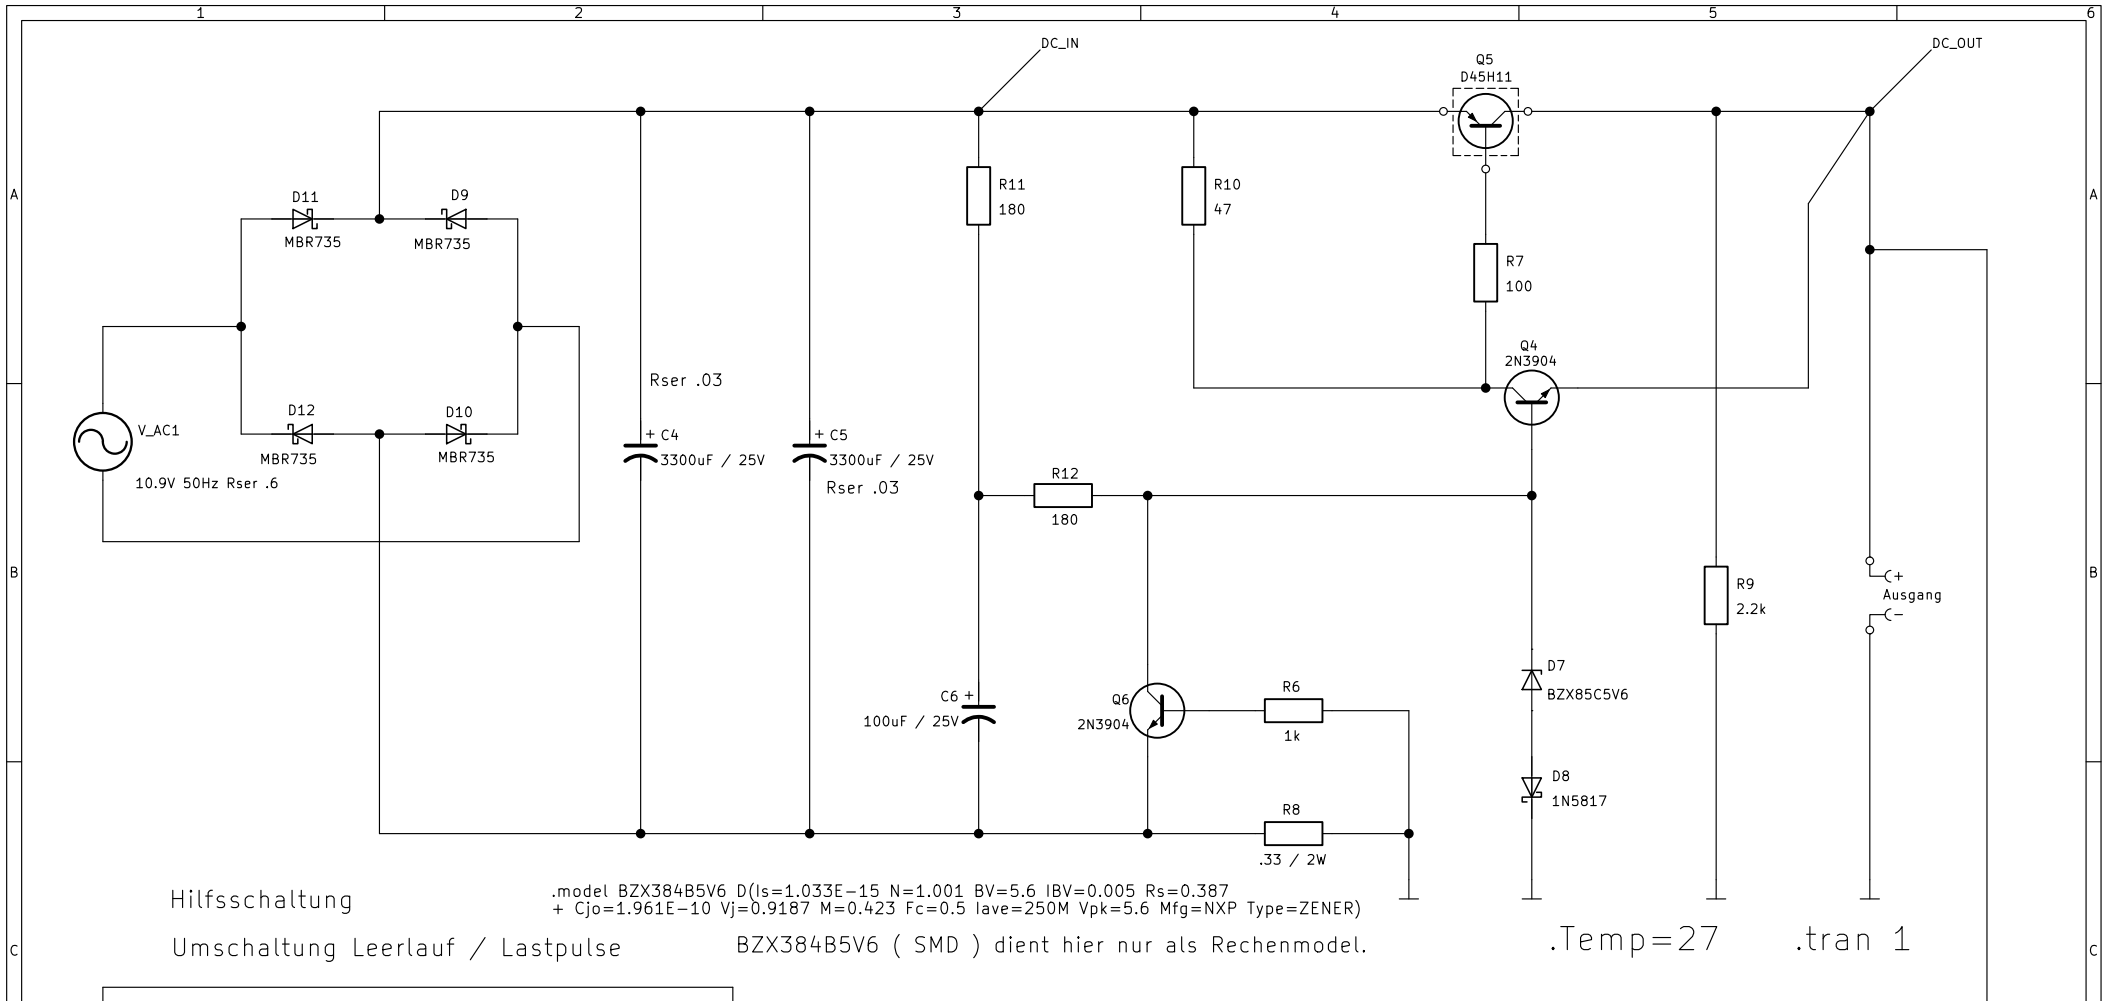 1 2 3 4 5 6
DC_IN
DC_OUT
Q5
D45H11
A
A
D11
MBR735
D9
MBR735
R11
180
R10
47
R7
100
Q4
2N3904
Rser .03
V_AC1
10.9V 50Hz Rser .6
D12
MBR735
D10
MBR735
+ C4
3300uF / 25V
+ C5
3300uF / 25V
Rser .03
R12
180
B
B
R9
2.2k
+
Ausgang
−
D7
BZX85C5V6
C6 +
100uF / 25V
Q6
2N3904
R6
1k
D8
1N5817
R8
.33 / 2W
Hilfsschaltung
.model BZX384B5V6 D(Is=1.033E−15 N=1.001 BV=5.6 IBV=0.005 Rs=0.387
+ Cjo=1.961E−10 Vj=0.9187 M=0.423 Fc=0.5 Iave=250M Vpk=5.6 Mfg=NXP Type=ZENER)
Umschaltung Leerlauf / Lastpulse
BZX384B5V6 ( SMD ) dient hier nur als Rechenmodel.
.Temp=27
.tran 1
C
C